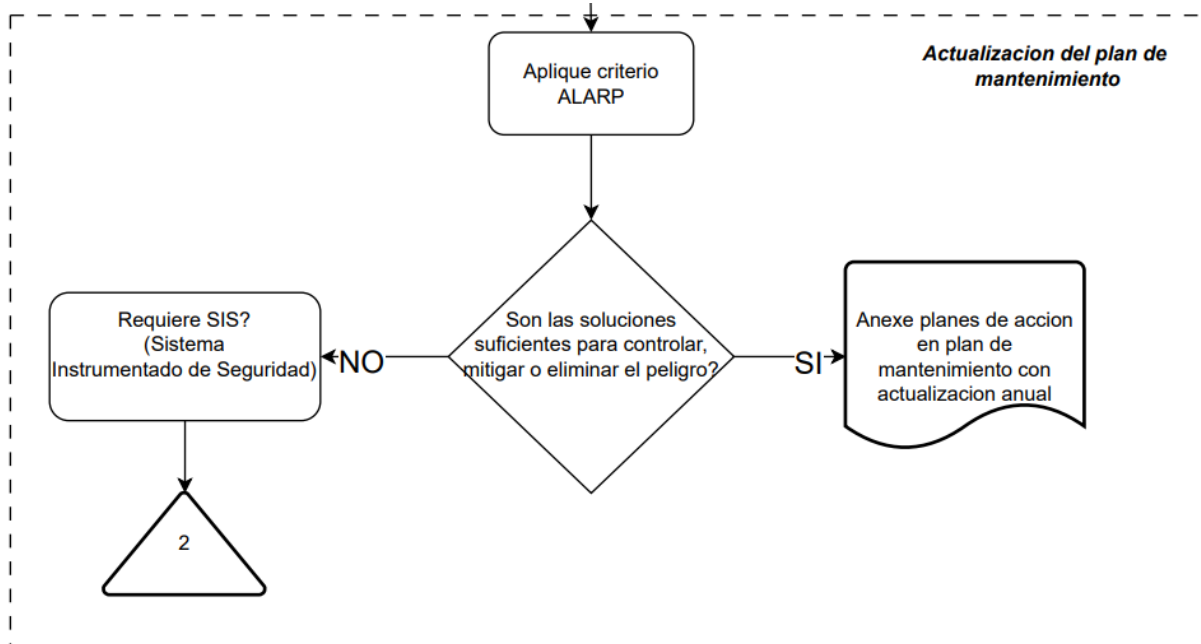 Actualizacion del plan de
mantenimiento
Aplique criterio
ALARP
Requiere SIS?
(Sistema
Instrumentado de Seguridad)
NO
Son las soluciones
suficientes para controlar,
mitigar o eliminar el peligro?
SI
Anexe planes de accion
en plan de
mantenimiento con
actualizacion anual
2